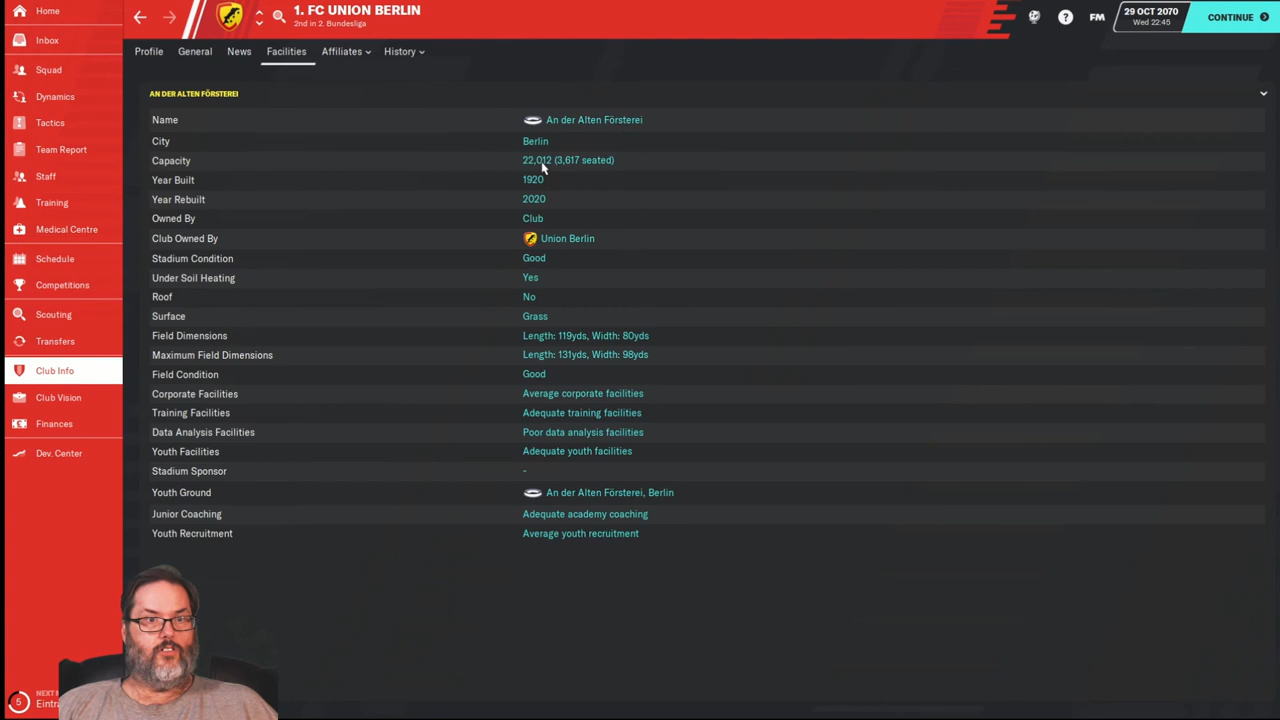 Home
Inbox
Squad
Dynamics
Tactics
Team Report
Staff
Training
Medical Centre
Schedule
Competitions
Scouting
Transfers
Club Info
Club Vision
Finances
Dev. Center
5
1. FC UNION BERLIN
2nd in 2. Bundesliga
FM
29 OCT 2070
Wed 22:45
CONTINUE
Profile General News Facilities Affiliates History
AN DER ALTEN FÖRSTEREI
Name An der Alten Försterei
City Berlin
Capacity 22,012 (3,617 seated)
Year Built 1920
Year Rebuilt 2020
Owned By Club
Club Owned By Union Berlin
Stadium Condition Good
Under Soil Heating Yes
Roof No
Surface Grass
Field Dimensions Length: 119yds, Width: 80yds
Maximum Field Dimensions Length: 131yds, Width: 98yds
Field Condition Good
Corporate Facilities Average corporate facilities
Training Facilities Adequate training facilities
Data Analysis Facilities Poor data analysis facilities
Youth Facilities Adequate youth facilities
Stadium Sponsor -
Youth Ground An der Alten Försterei, Berlin
Junior Coaching Adequate academy coaching
Youth Recruitment Average youth recruitment